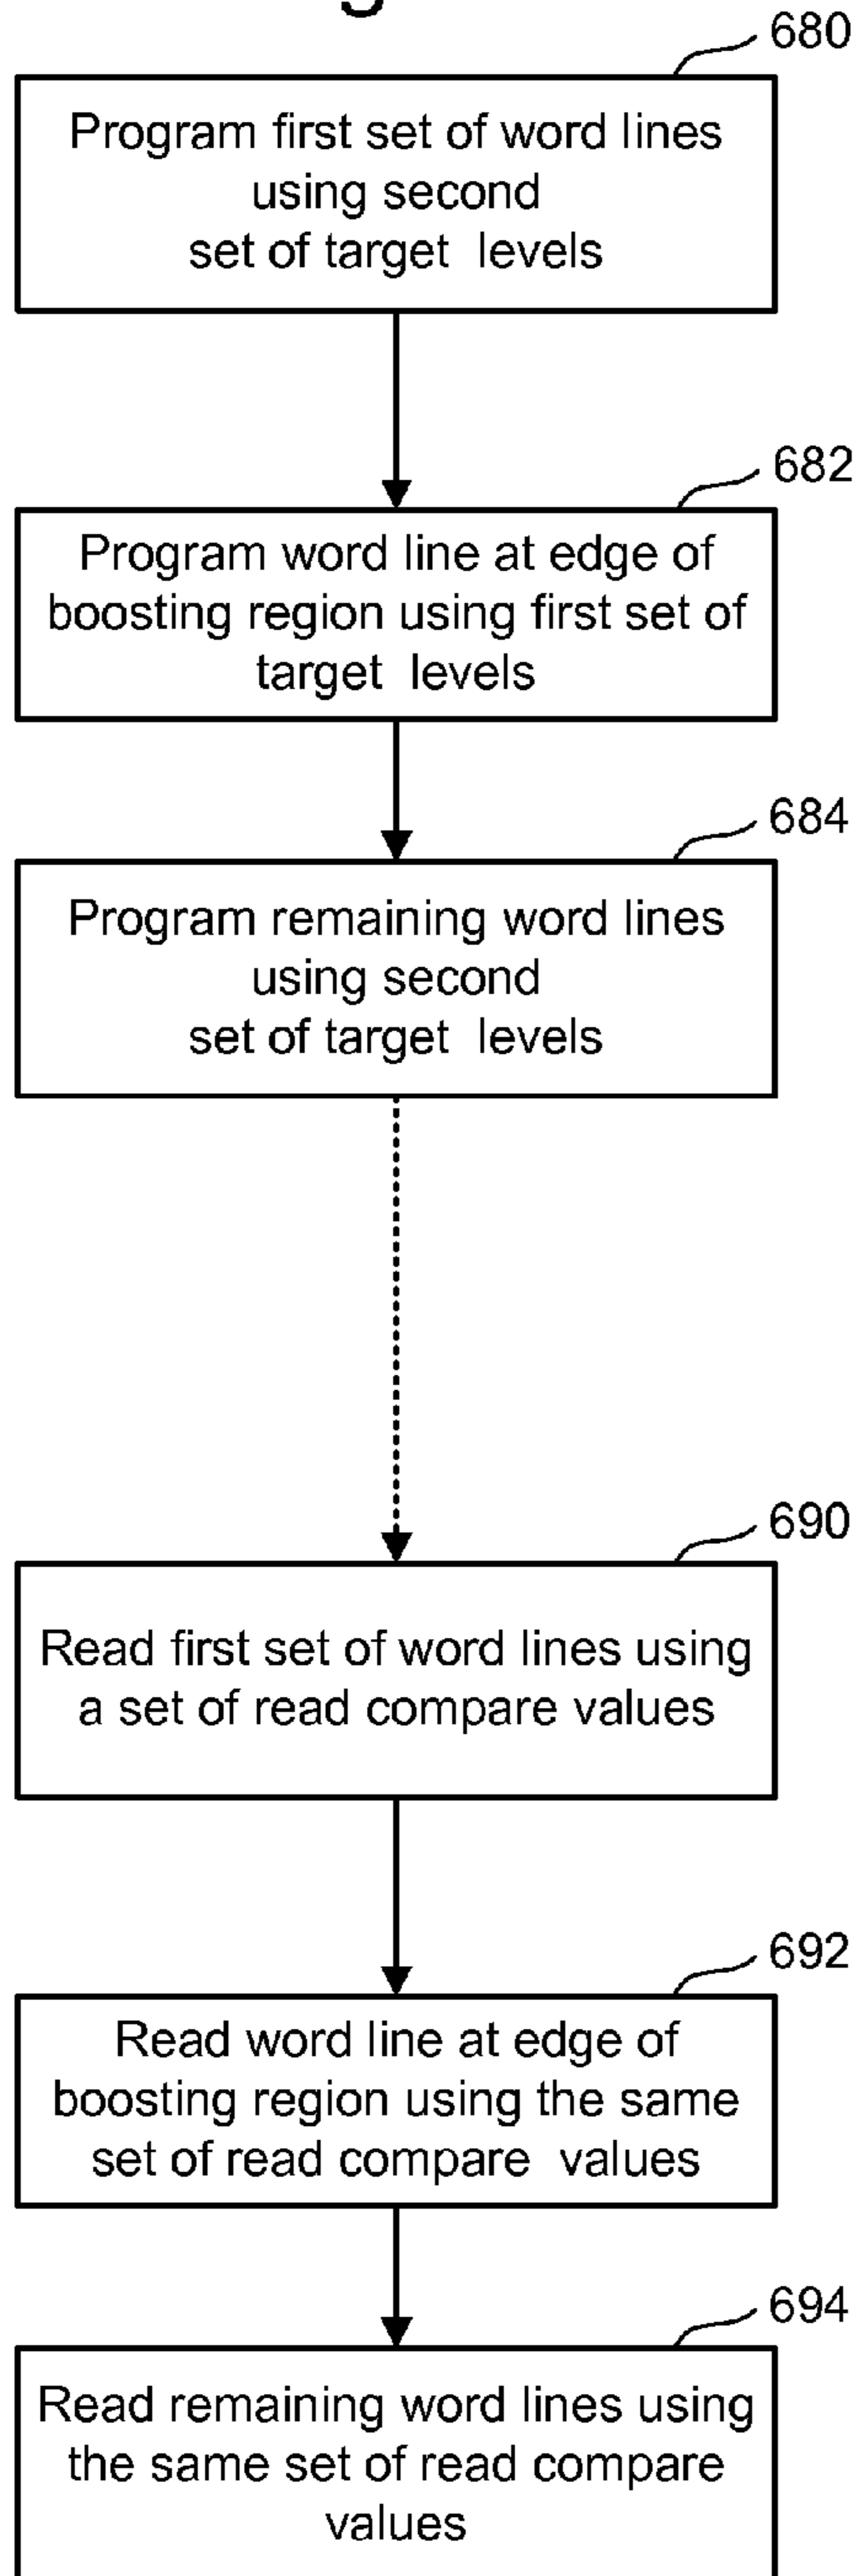 680
Program first set of word lines
using second
set of target levels
682
Program word line at edge of
boosting region using first set of
target levels
684
Program remaining word lines
using second
set of target levels
690
Read first set of word lines using
a set of read compare values
692
Read word line at edge of
boosting region using the same
set of read compare values
694
Read remaining word lines using
the same set of read compare
values